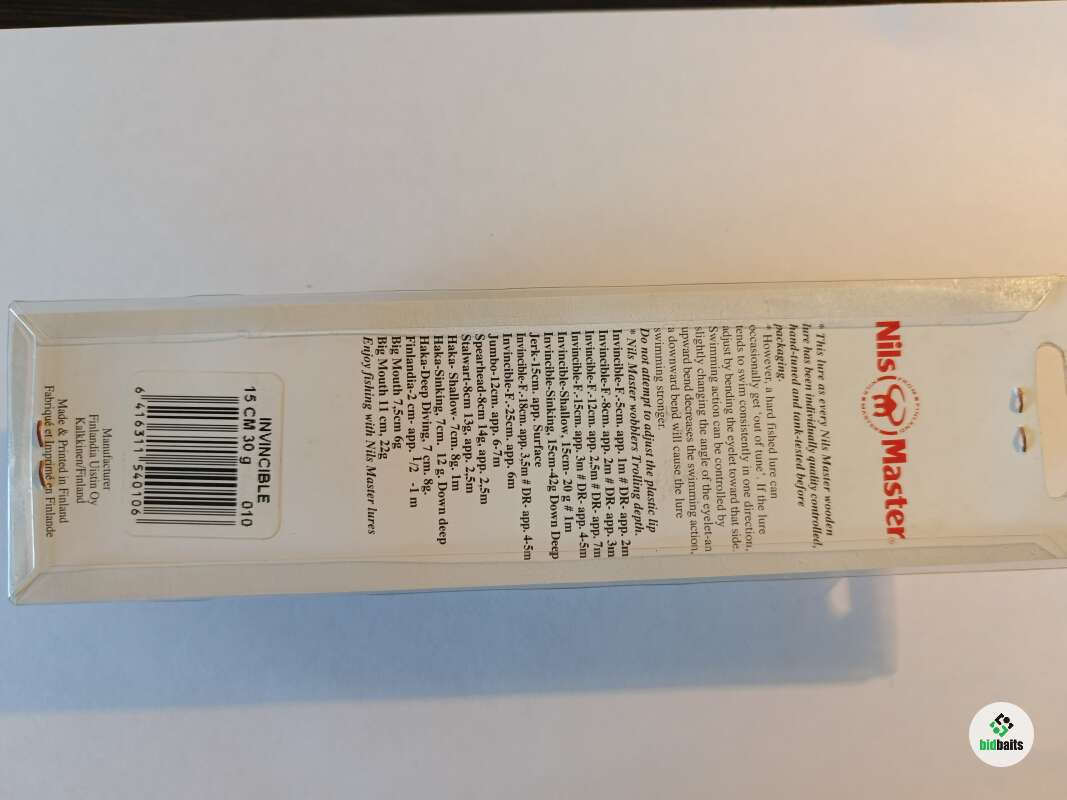 Nils Master®
* This lure as every Nils Master wooden
lure has been individually quality controlled,
hand-tuned and tank-tested before
packaging.
* However, a hard fished lure can
occasionally get 'out of tune'. If the lure
tends to swim consistently in one direction,
adjust by bending the eyelet toward that side.
Swimming action can be controlled by
slightly changing the angle of the eyelet-an
upward bend decreases the swimming action,
a downward bend will cause the lure
swimming stronger.
Do not attempt to adjust the plastic lip
* Nils Master wobblers Trolling depth.
Invincible-F.-5cm. app. 1m # DR- app. 2m
Invincible-F.-8cm. app. 2m # DR- app. 3m
Invincible-F.-12cm. app. 2,5m # DR- app. 7m
Invincible-F.-15cm. app. 3m # DR- app. 4-5m
Invincible-Shallow, 15cm- 20 g # 1m
Invincible-Sinking, 15cm-42g Down Deep
Jerk-15cm. app. Surface
Invincible-F.-18cm. app. 3,5m # DR- app. 4-5m
Invincible-F.-25cm. app. 6m
Jumbo-12cm. app. 6-7m
Spearhead-8cm 14g, app. 2,5m
Stalwart-8cm 13g, app. 2,5m
Haka- Shallow- 7cm. 8g, 1m
Haka-Sinking, 7cm. 12 g, Down deep
Haka-Deep Diving, 7 cm. 8g.
Finlandia-2 cm- app. 1/2 -1 m
Big Mouth 7,5cm 6g
Big Mouth 11 cm, 22g
Enjoy fishing with Nils Master lures
INVINCIBLE
15 CM 30 g 010
6 416311 540106
Manufacturer
Finlandia Uistin Oy
Kalkkinen/Finland
Made & Printed in Finland
Fabriqué et Imprimé en Finlande
bidbaits